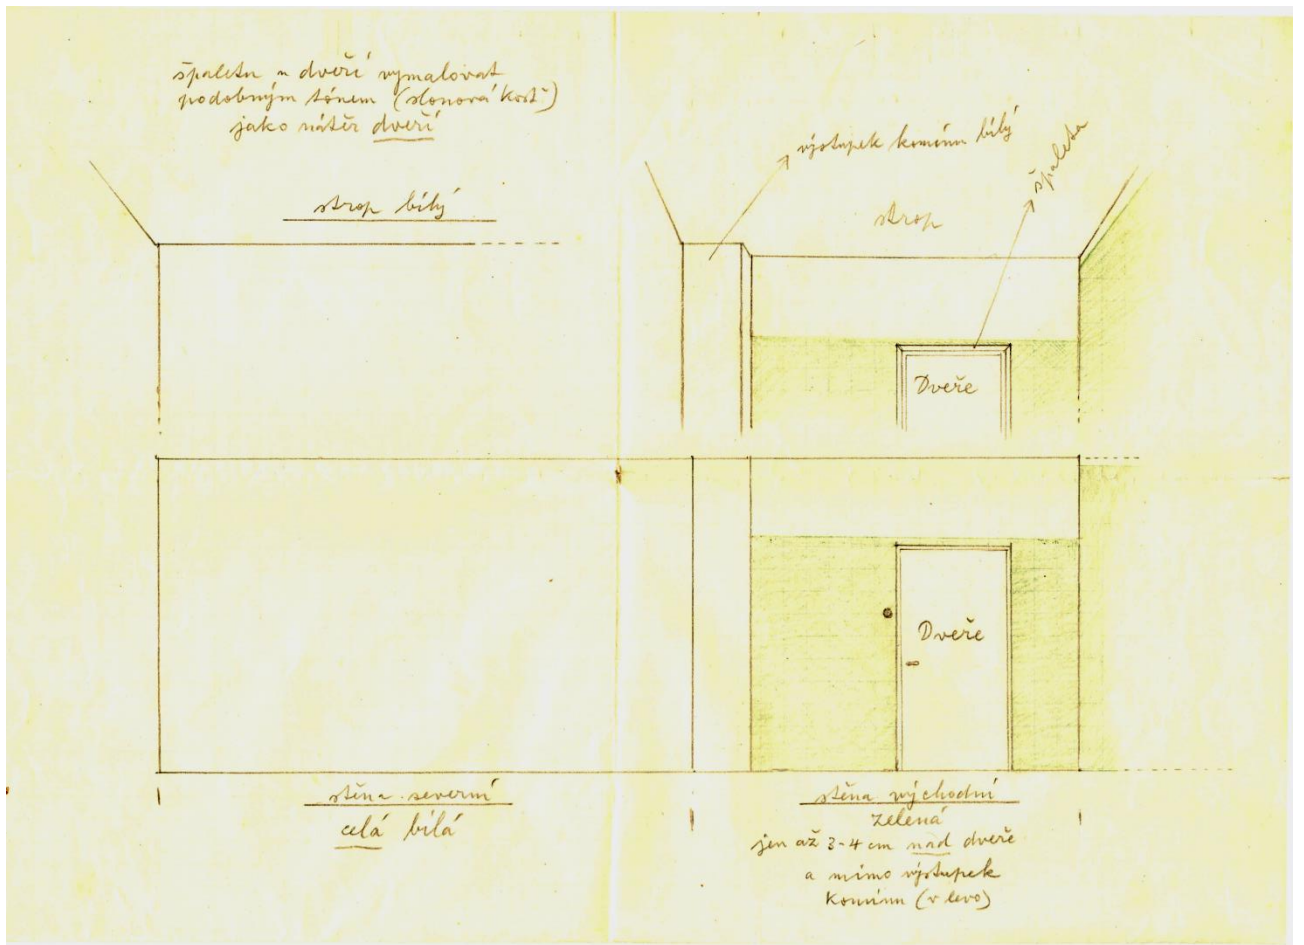 špaletu u dveří vymalovat
podobným tónem (slonová kost)
jako nátěr dveří
strop bílý
výstupek komínu bílý
špaleta
strop
Dveře
Dveře
stěna severní
celá bílá
stěna východní
zelená
jen až 3-4 cm nad dveře
a mimo výstupek
komínu (v levo)